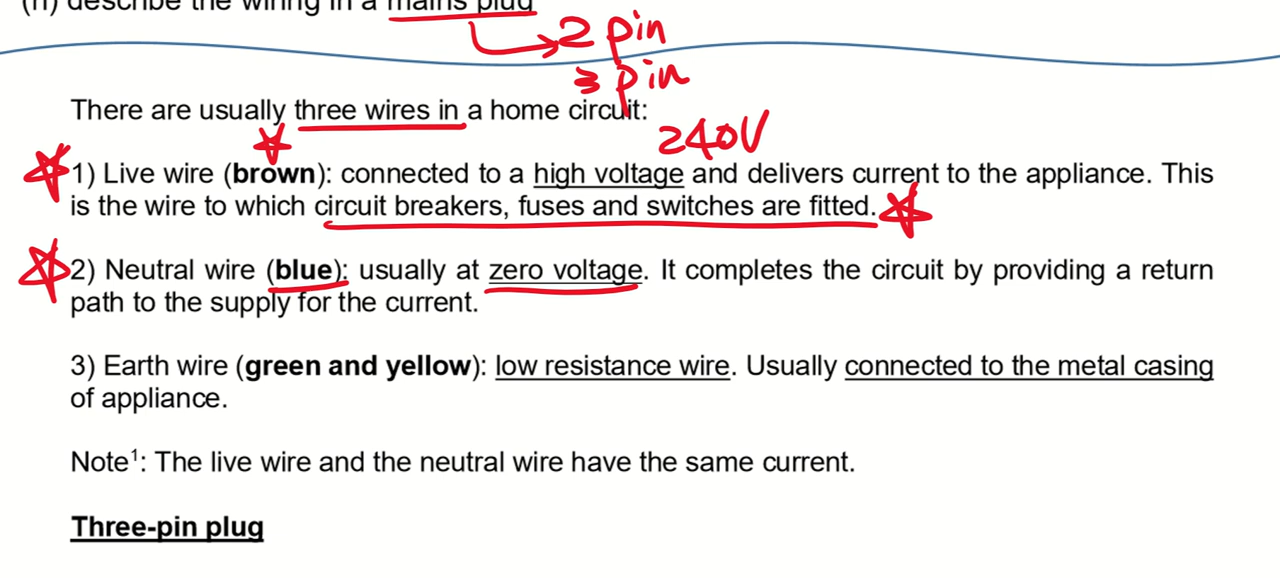 (n) describe the wiring in a mains plug
2 pin
3 pin
There are usually three wires in a home circuit:
240V
1) Live wire (brown): connected to a high voltage and delivers current to the appliance. This
is the wire to which circuit breakers, fuses and switches are fitted.
2) Neutral wire (blue): usually at zero voltage. It completes the circuit by providing a return
path to the supply for the current.
3) Earth wire (green and yellow): low resistance wire. Usually connected to the metal casing
of appliance.
Note¹: The live wire and the neutral wire have the same current.
Three-pin plug